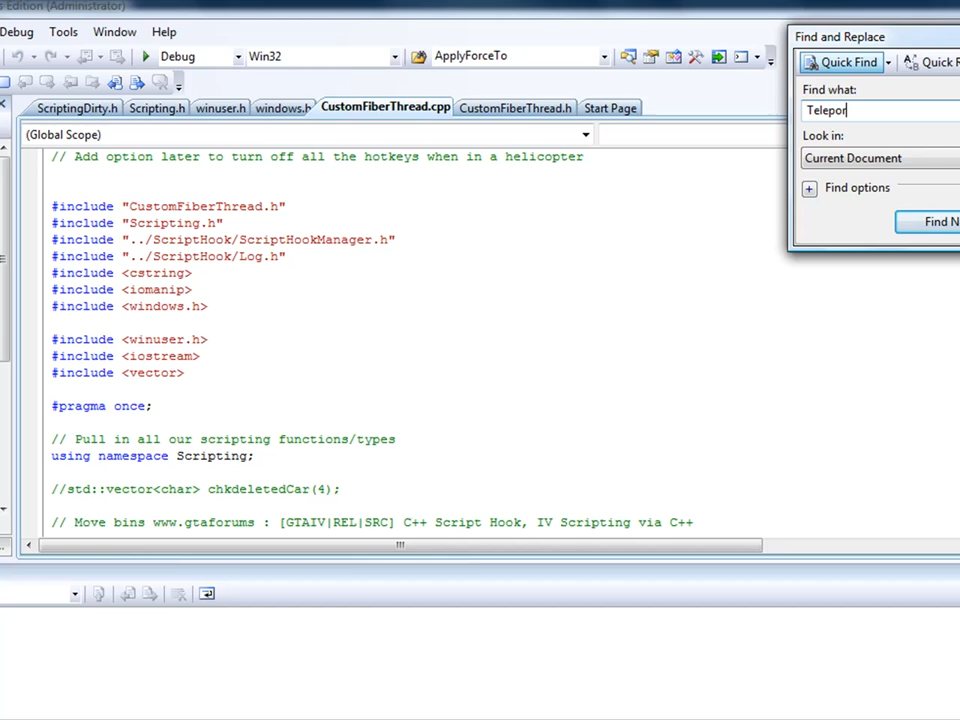 s Edition (Administrator)
Debug Tools Window Help
Debug Win32 ApplyForceTo
ScriptingDirty.h Scripting.h winuser.h windows.h CustomFiberThread.cpp CustomFiberThread.h Start Page
(Global Scope)
// Add option later to turn off all the hotkeys when in a helicopter
#include "CustomFiberThread.h"
#include "Scripting.h"
#include "../ScriptHook/ScriptHookManager.h"
#include "../ScriptHook/Log.h"
#include <cstring>
#include <iomanip>
#include <windows.h>
#include <winuser.h>
#include <iostream>
#include <vector>
#pragma once;
// Pull in all our scripting functions/types
using namespace Scripting;
//std::vector<char> chkdeletedCar(4);
// Move bins www.gtaforums : [GTAIV|REL|SRC] C++ Script Hook, IV Scripting via C++
Find and Replace
Quick Find Quick R
Find what:
Telepor
Look in:
Current Document
+ Find options
Find N